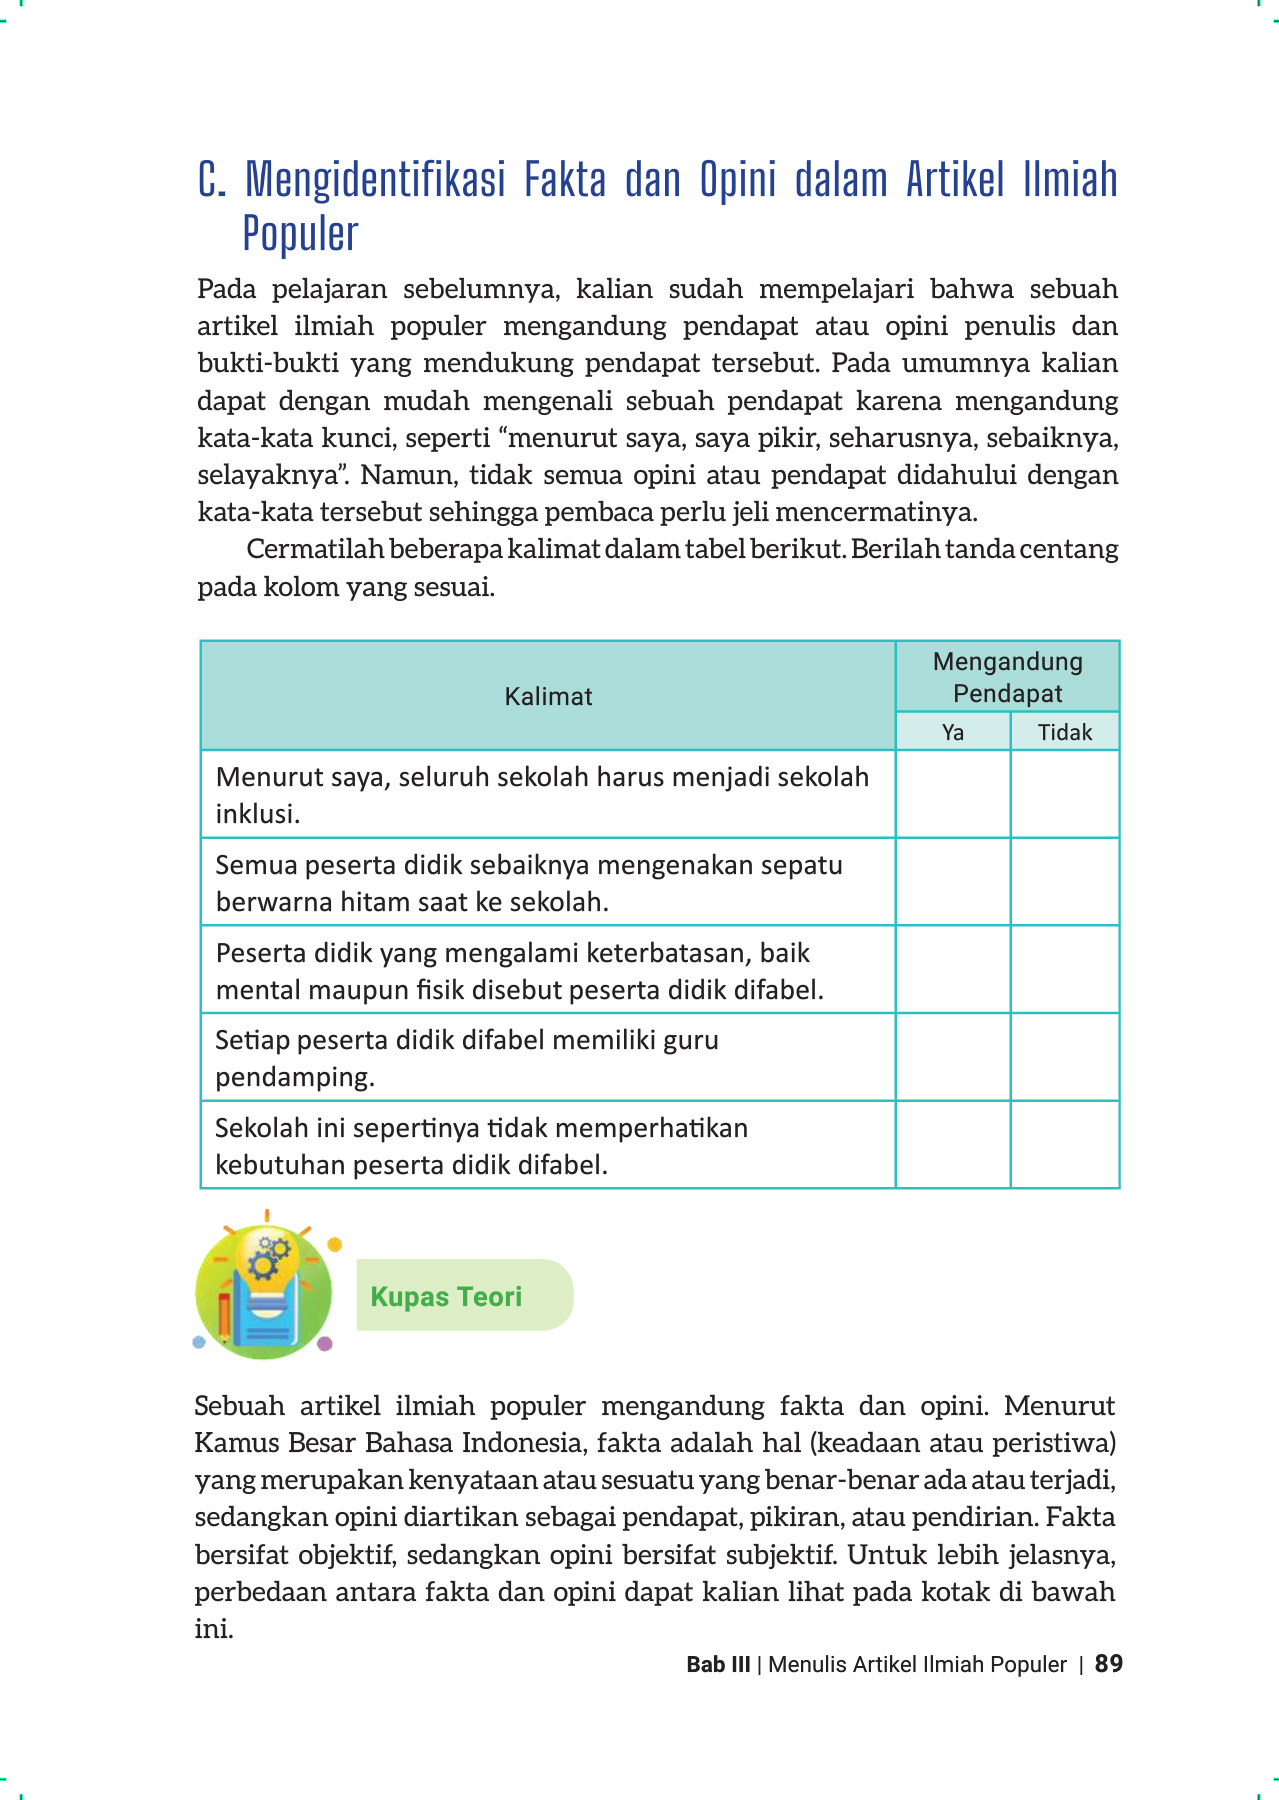 C. Mengidentifikasi Fakta dan Opini dalam Artikel Ilmiah
Populer
Pada pelajaran sebelumnya, kalian sudah mempelajari bahwa sebuah
artikel ilmiah populer mengandung pendapat atau opini penulis dan
bukti-bukti yang mendukung pendapat tersebut. Pada umumnya kalian
dapat dengan mudah mengenali sebuah pendapat karena mengandung
kata-kata kunci, seperti “menurut saya, saya pikir, seharusnya, sebaiknya,
selayaknya”. Namun, tidak semua opini atau pendapat didahului dengan
kata-kata tersebut sehingga pembaca perlu jeli mencermatinya.
Cermatilah beberapa kalimat dalam tabel berikut. Berilah tanda centang
pada kolom yang sesuai.
Kalimat
Mengandung
Pendapat
Ya
Tidak
Menurut saya, seluruh sekolah harus menjadi sekolah
inklusi.
Semua peserta didik sebaiknya mengenakan sepatu
berwarna hitam saat ke sekolah.
Peserta didik yang mengalami keterbatasan, baik
mental maupun fisik disebut peserta didik difabel.
Setiap peserta didik difabel memiliki guru
pendamping.
Sekolah ini sepertinya tidak memperhatikan
kebutuhan peserta didik difabel.
Kupas Teori
Sebuah artikel ilmiah populer mengandung fakta dan opini. Menurut
Kamus Besar Bahasa Indonesia, fakta adalah hal (keadaan atau peristiwa)
yang merupakan kenyataan atau sesuatu yang benar-benar ada atau terjadi,
sedangkan opini diartikan sebagai pendapat, pikiran, atau pendirian. Fakta
bersifat objektif, sedangkan opini bersifat subjektif. Untuk lebih jelasnya,
perbedaan antara fakta dan opini dapat kalian lihat pada kotak di bawah
ini.
Bab III | Menulis Artikel Ilmiah Populer | 89